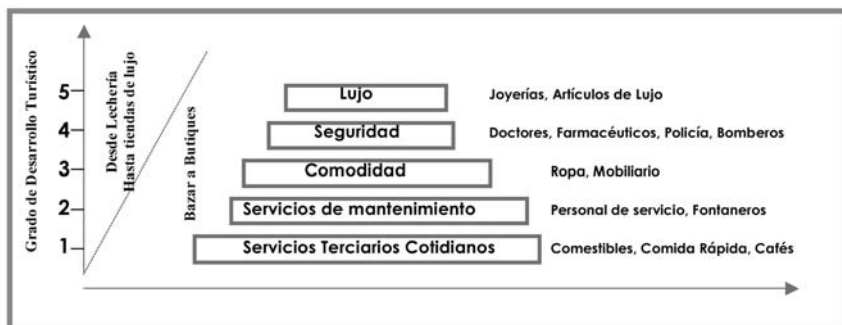 Grado de Desarrollo Turístico
Desde Lechería
Hasta tiendas de lujo
Bazar a Butiques
5 Lujo Joyerías, Artículos de Lujo
4 Seguridad Doctores, Farmacéuticos, Policía, Bomberos
3 Comodidad Ropa, Mobiliario
2 Servicios de mantenimiento Personal de servicio, Fontaneros
1 Servicios Terciarios Cotidianos Comestibles, Comida Rápida, Cafés